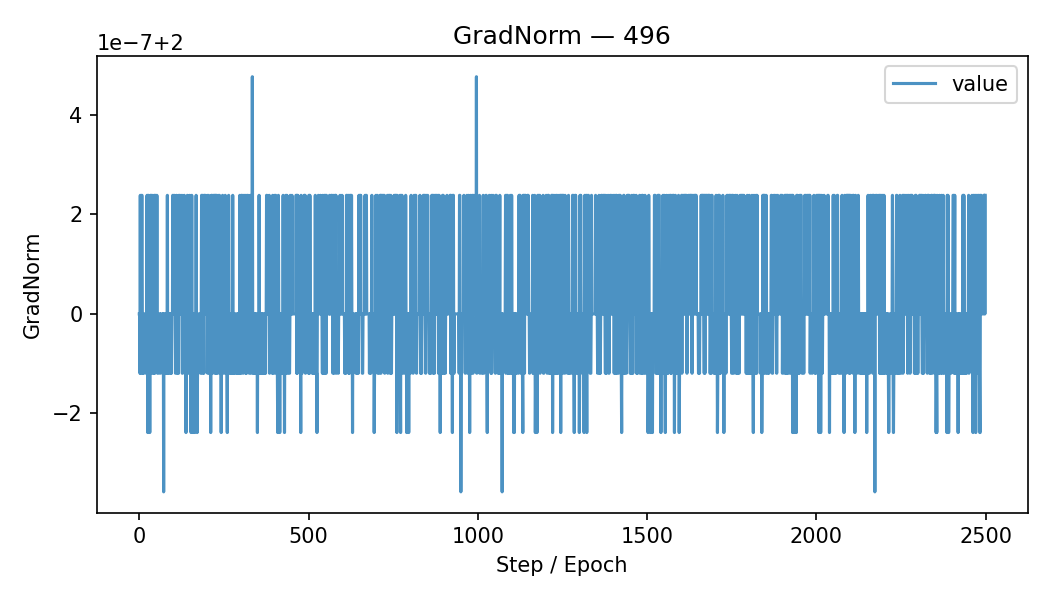 GradNorm — 496
1e−7+2
value
4
2
0
−2
GradNorm
0
500
1000
1500
2000
2500
Step / Epoch